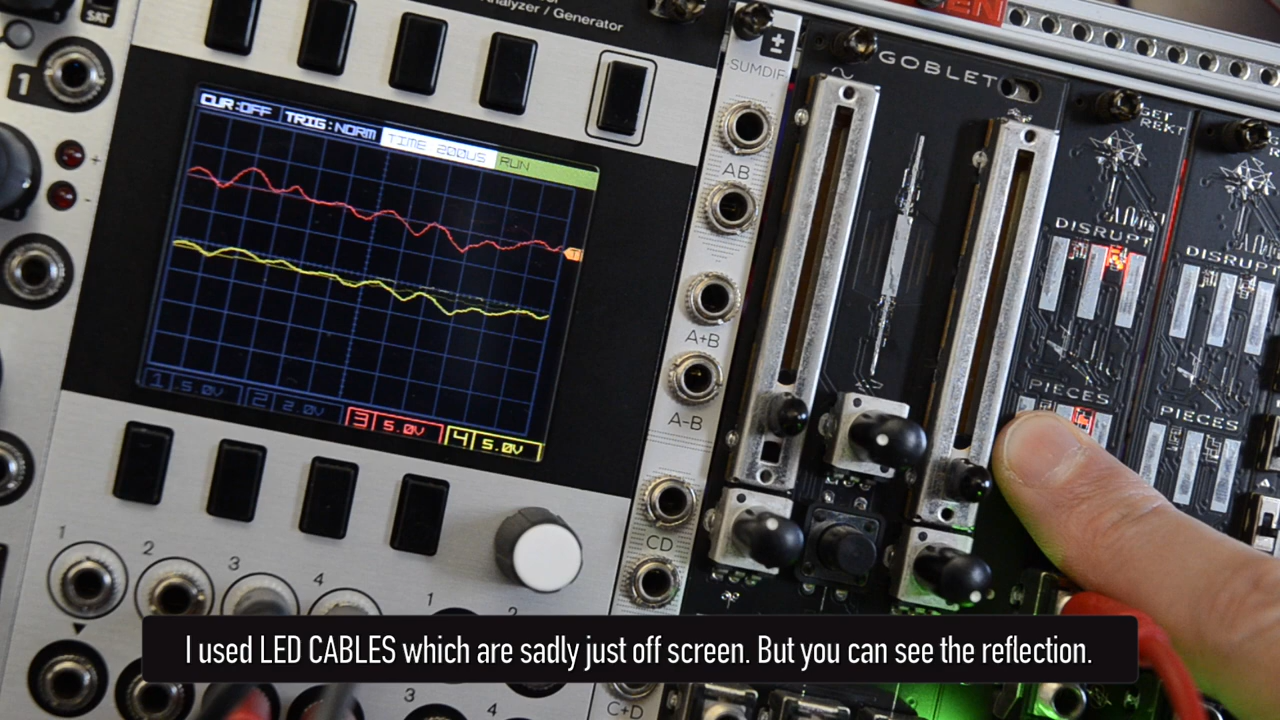 SAT
Analyzer / Generator
EN
1
CUR:OFF
TRIG:NORM
TIME 200us
RUN
T
+
-
1 .5.0V
2 2.0V
3 5.0V
4 5.0V
1
2
3
4
1
2
3
4
±
SUMDIF
AB
A+B
A-B
CD
C+D
GOBLET
GET
REKT
DISRUPT
PIECES
DISRUPT
PIECES
I used LED CABLES which are sadly just off screen. But you can see the reflection.